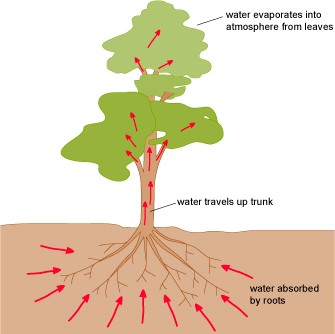 water evaporates into
atmosphere from leaves
water travels up trunk
water absorbed
by roots